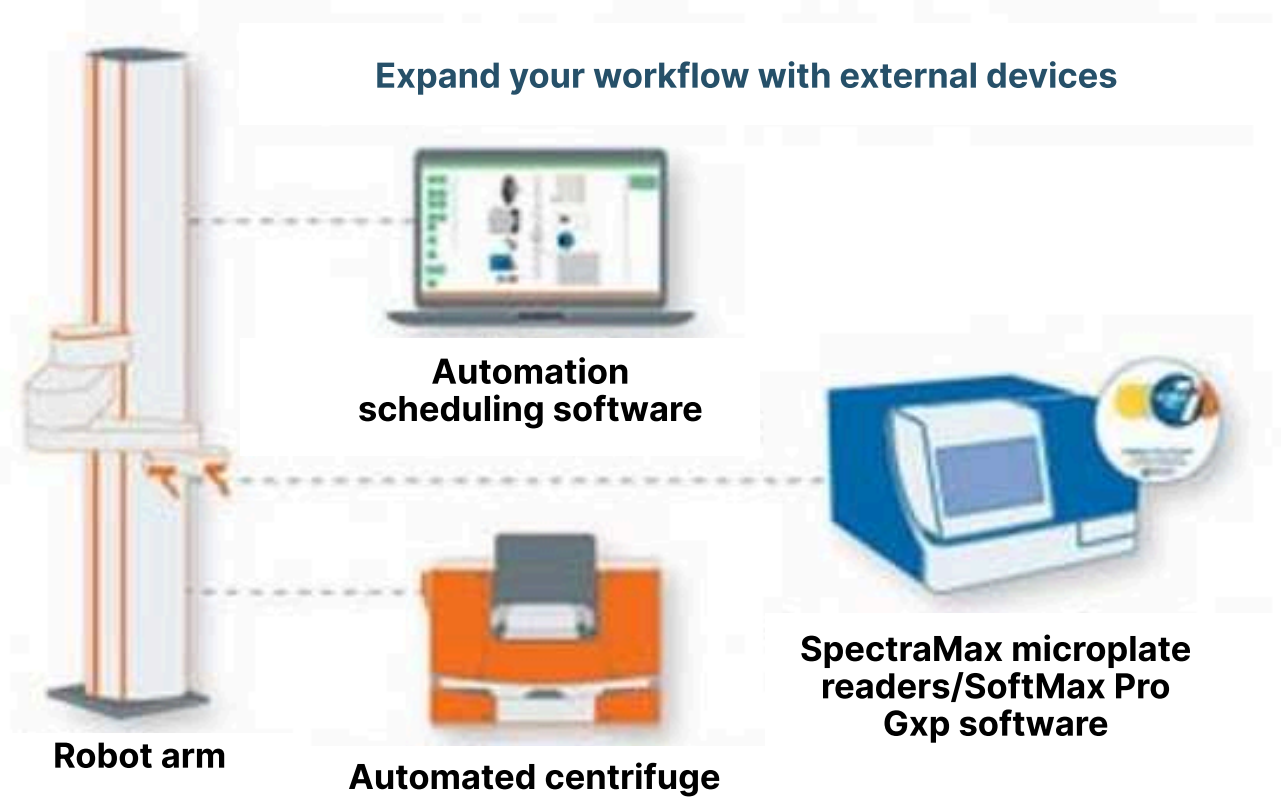 Expand your workflow with external devices
Automation
scheduling software
SpectraMax microplate
readers/SoftMax Pro
Gxp software
Robot arm
Automated centrifuge